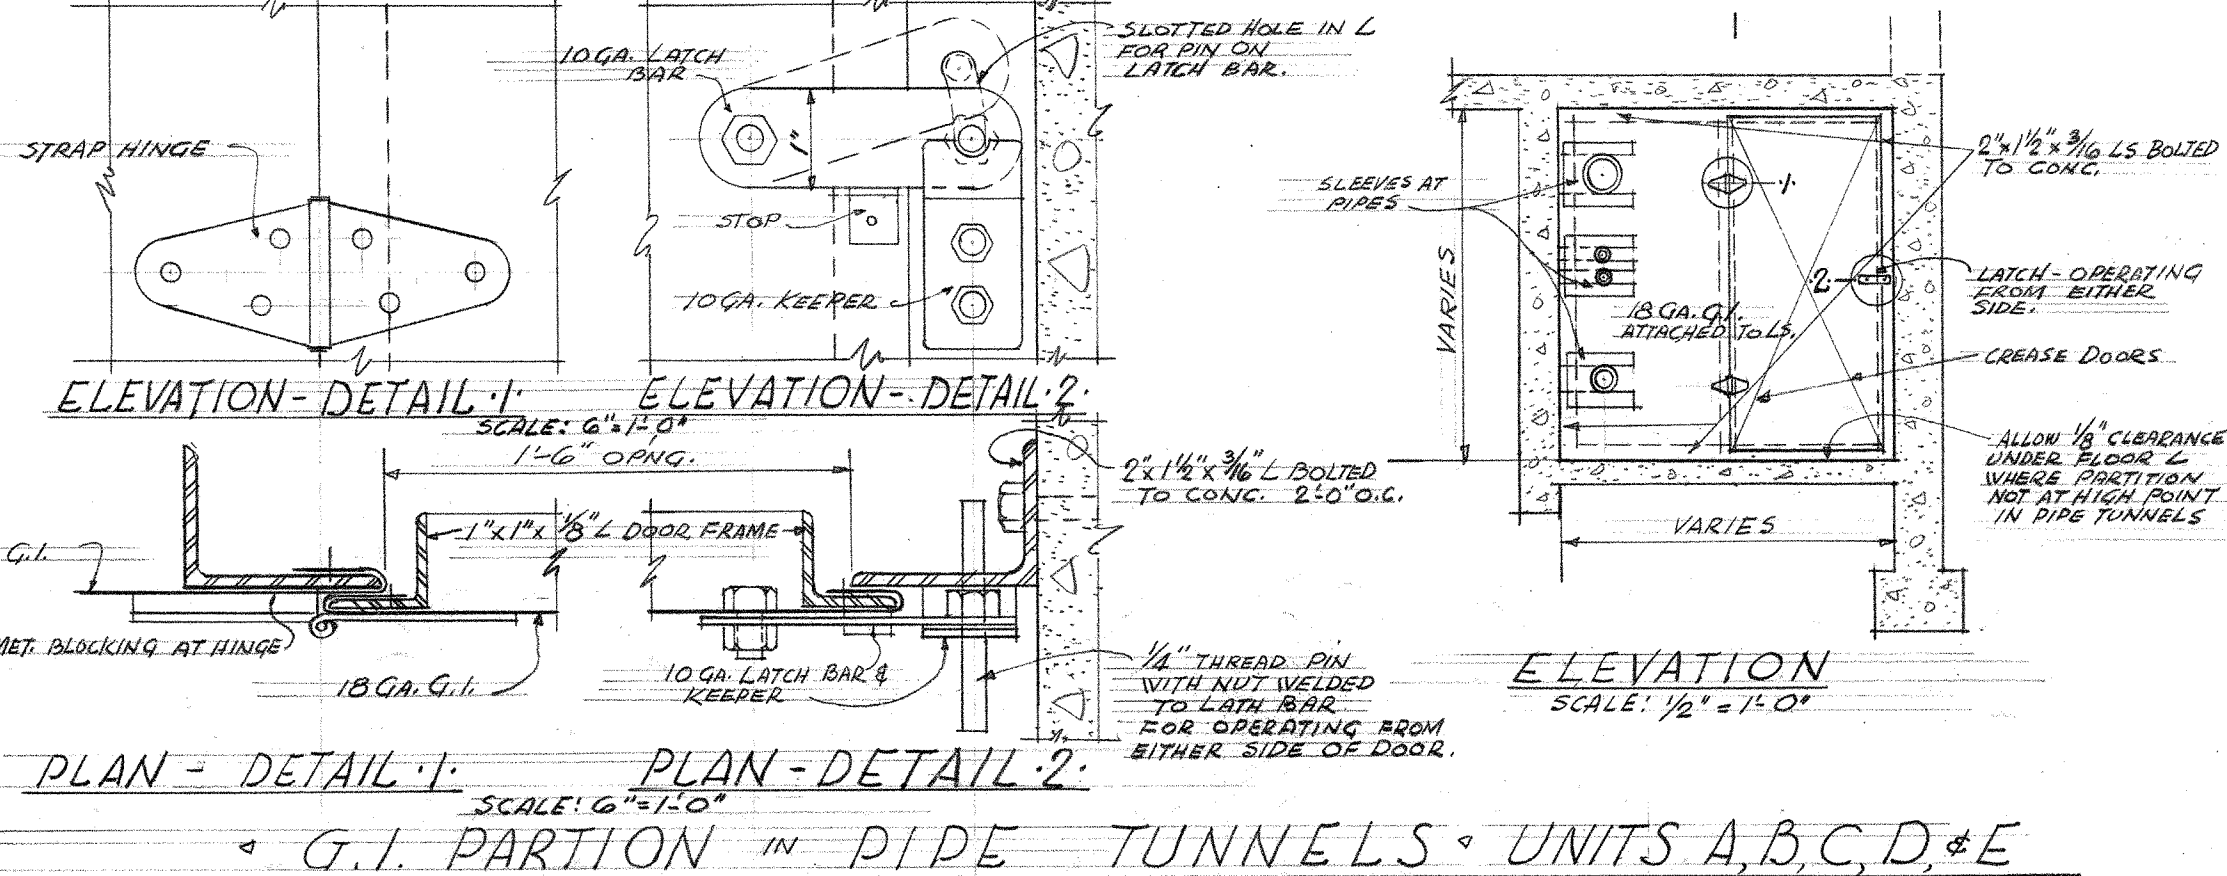 10 GA. LATCH
BAR
SLOTTED HOLE IN L
FOR PIN ON
LATCH BAR.
STRAP HINGE
1"
STOP
10 GA. KEEPER
ELEVATION - DETAIL ·1·
ELEVATION - DETAIL ·2·
SCALE: 6"=1'-0"
1'-6" OPNG.
2"x1½"x3/16" L BOLTED
TO CONC. 2'-0" O.C.
G.I.
1"x1"x1/8" L DOOR FRAME
MET. BLOCKING AT HINGE
18 GA. G.I.
10 GA. LATCH BAR &
KEEPER
1/4" THREAD PIN
WITH NUT WELDED
TO LATH BAR
FOR OPERATING FROM
EITHER SIDE OF DOOR.
PLAN - DETAIL ·1·
PLAN - DETAIL ·2·
SCALE: 6"=1'-0"
SLEEVES AT
PIPES
VARIES
·1·
·2·
18 GA. G.I.
ATTACHED TO LS.
2"x1½"x3/16 LS BOLTED
TO CONC.
LATCH - OPERATING
FROM EITHER
SIDE.
CREASE DOORS
ALLOW 1/8" CLEARANCE
UNDER FLOOR L
WHERE PARTITION
NOT AT HIGH POINT
IN PIPE TUNNELS
VARIES
ELEVATION
SCALE: 1/2" = 1'-0"
G.I. PARTION IN PIPE TUNNELS UNITS A, B, C, D, & E